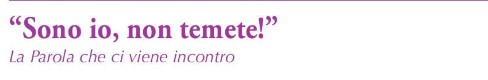 “Sono io, non temete!”
La Parola che ci viene incontro